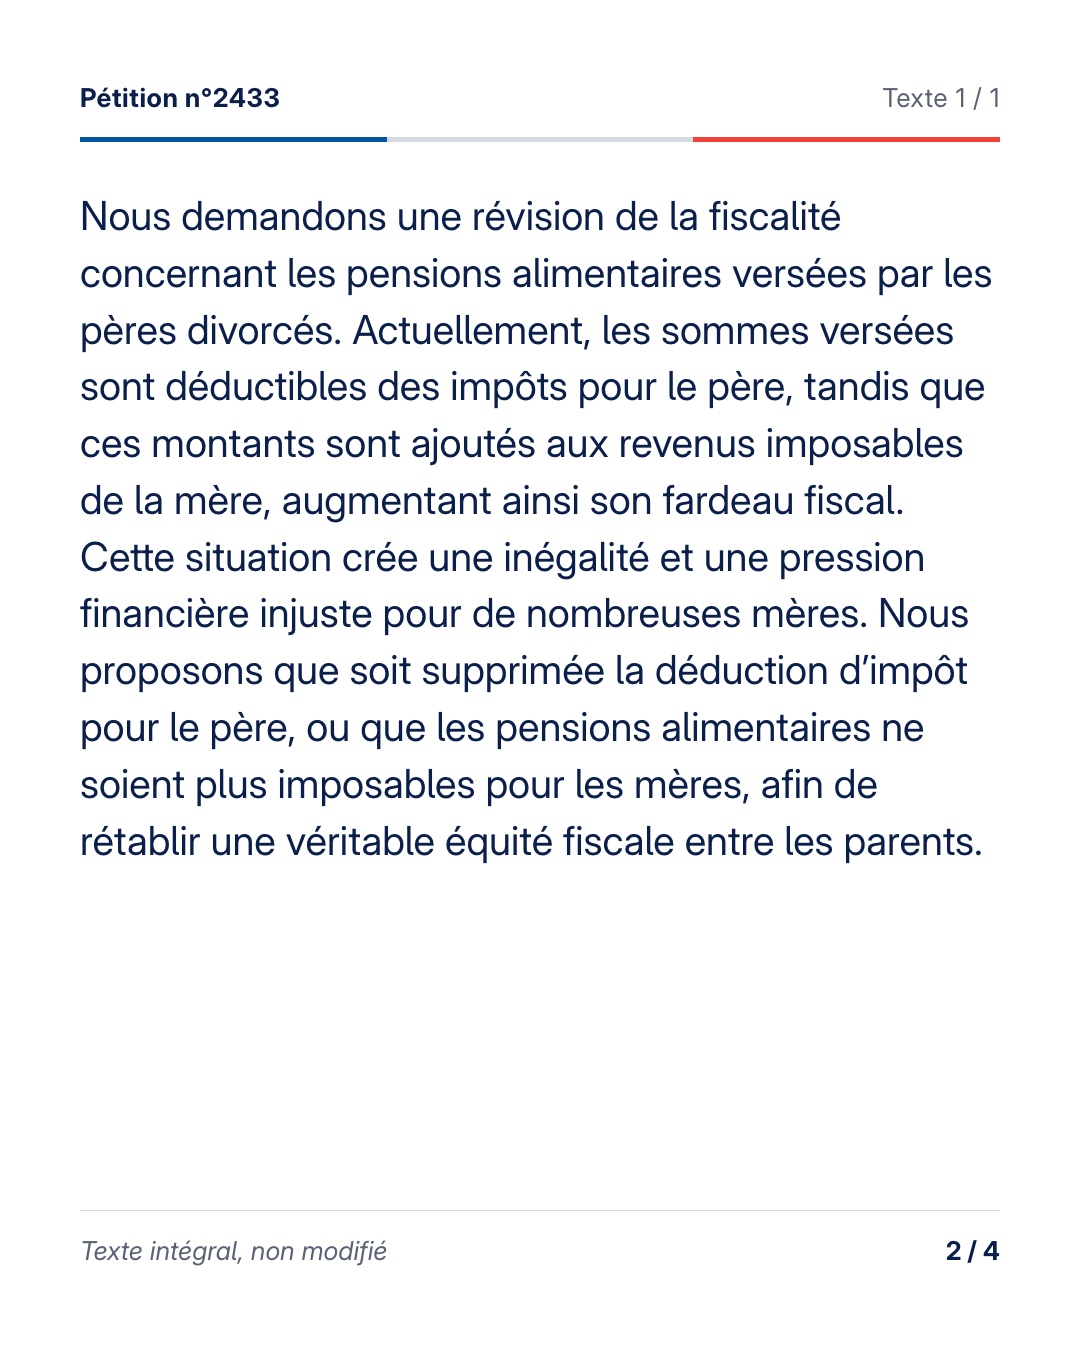 Pétition n°2433
Texte 1 / 1
Nous demandons une révision de la fiscalité
concernant les pensions alimentaires versées par les
pères divorcés. Actuellement, les sommes versées
sont déductibles des impôts pour le père, tandis que
ces montants sont ajoutés aux revenus imposables
de la mère, augmentant ainsi son fardeau fiscal.
Cette situation crée une inégalité et une pression
financière injuste pour de nombreuses mères. Nous
proposons que soit supprimée la déduction d’impôt
pour le père, ou que les pensions alimentaires ne
soient plus imposables pour les mères, afin de
rétablir une véritable équité fiscale entre les parents.
Texte intégral, non modifié
2 / 4